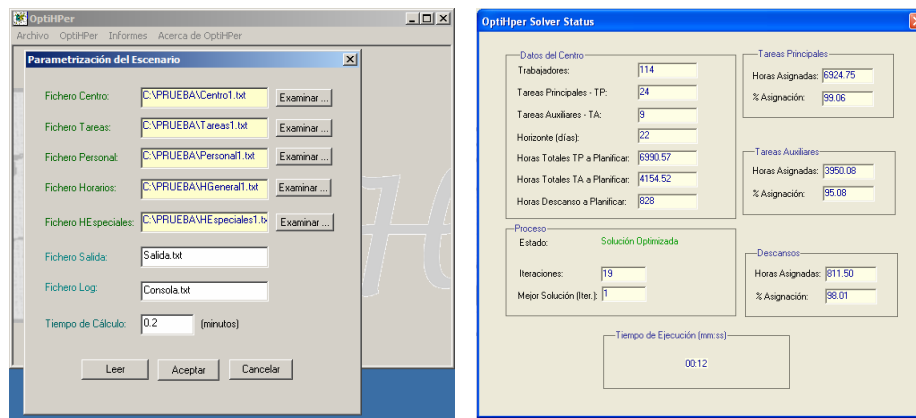 OptiHPer
Archivo OptiHPer Informes Acerca de OptiHPer
Parametrización del Escenario
Fichero Centro: C:\PRUEBA\Centro1.txt Examinar ...
Fichero Tareas: C:\PRUEBA\Tareas1.txt Examinar ...
Fichero Personal: C:\PRUEBA\Personal1.txt Examinar ...
Fichero Horarios: C:\PRUEBA\HGeneral1.txt Examinar ...
Fichero HEspeciales: C:\PRUEBA\HEspeciales1.tx Examinar ...
Fichero Salida: Salida.txt
Fichero Log: Consola.txt
Tiempo de Cálculo: 0.2 (minutos)
Leer Aceptar Cancelar
OptiHper Solver Status
Datos del Centro
Trabajadores: 114
Tareas Principales - TP: 24
Tareas Auxiliares - TA: 9
Horizonte (días): 22
Horas Totales TP a Planificar: 6990.57
Horas Totales TA a Planificar: 4154.52
Horas Descanso a Planificar: 828
Tareas Principales
Horas Asignadas: 6924.75
% Asignación: 99.06
Tareas Auxiliares
Horas Asignadas: 3950.08
% Asignación: 95.08
Proceso
Estado: Solución Optimizada
Iteraciones: 19
Mejor Solución (Iter.): 1
Descansos
Horas Asignadas: 811.50
% Asignación: 98.01
Tiempo de Ejecución (mm:ss)
00:12